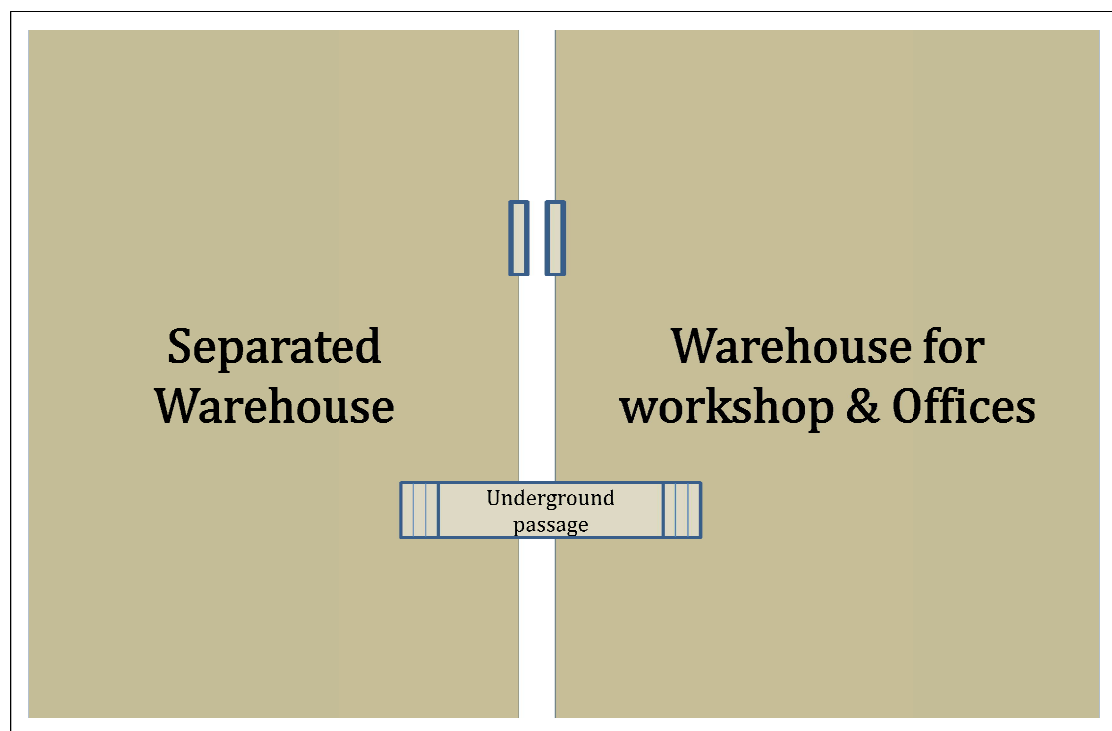 Separated
Warehouse
Warehouse for
workshop & Offices
Underground
passage